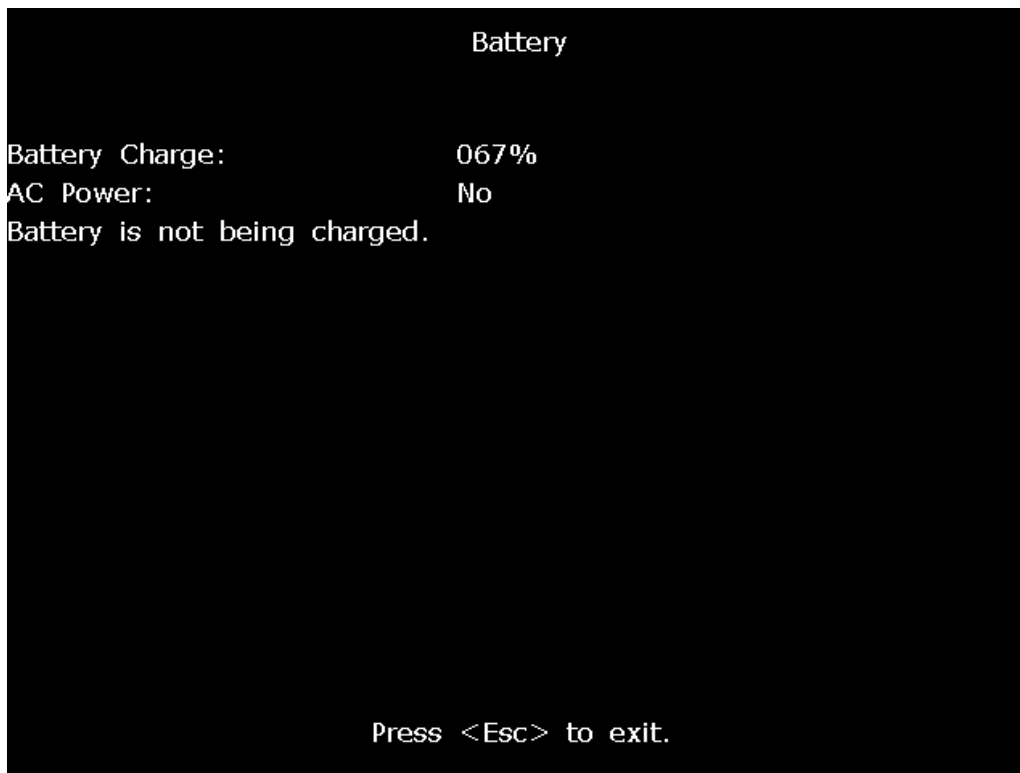 Battery
Battery Charge: 067%
AC Power: No
Battery is not being charged.
Press <Esc> to exit.